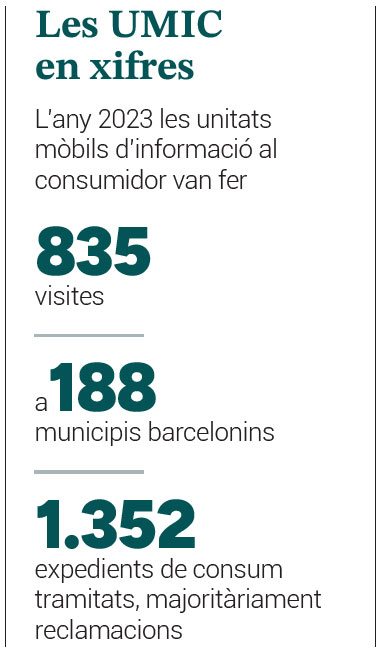 Les UMIC
en xifres
L'any 2023 les unitats
mòbils d'informació al
consumidor van fer
835
visites
a 188
municipis barcelonins
1.352
expedients de consum
tramitats, majoritàriament
reclamacions